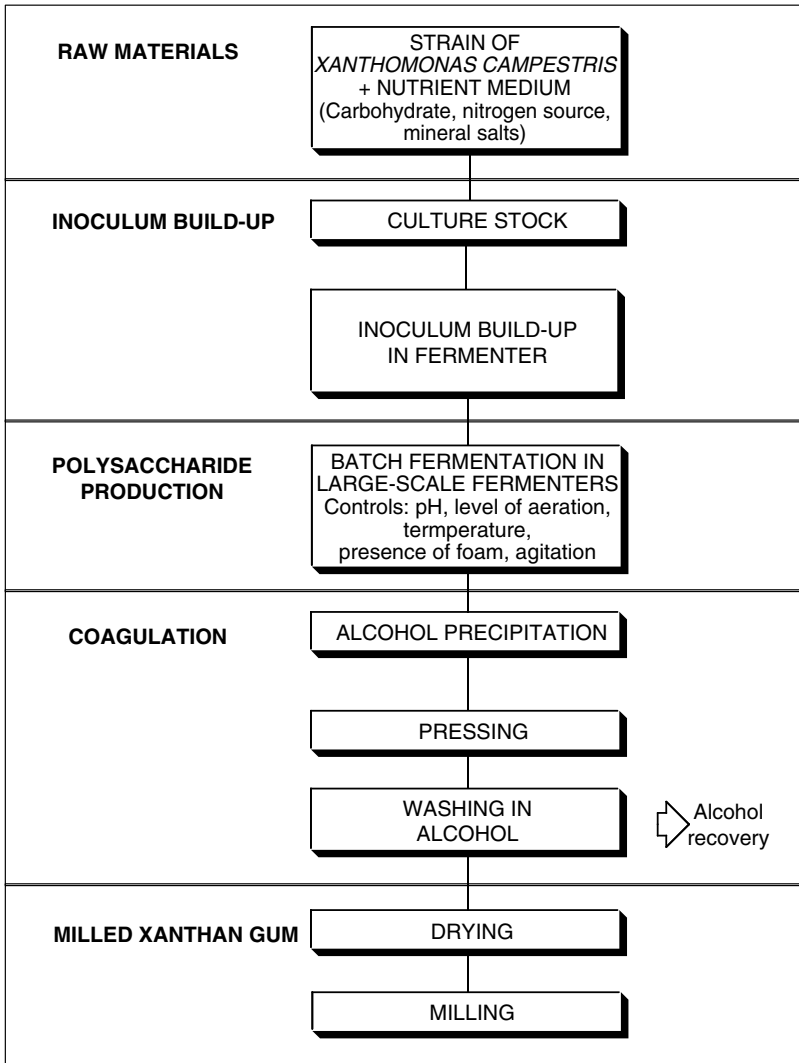 RAW MATERIALS
STRAIN OF
XANTHOMONAS CAMPESTRIS
+ NUTRIENT MEDIUM
(Carbohydrate, nitrogen source,
mineral salts)
INOCULUM BUILD-UP
CULTURE STOCK
INOCULUM BUILD-UP
IN FERMENTER
POLYSACCHARIDE
PRODUCTION
BATCH FERMENTATION IN
LARGE-SCALE FERMENTERS
Controls: pH, level of aeration,
termperature,
presence of foam, agitation
COAGULATION
ALCOHOL PRECIPITATION
PRESSING
WASHING IN
ALCOHOL
Alcohol
recovery
MILLED XANTHAN GUM
DRYING
MILLING